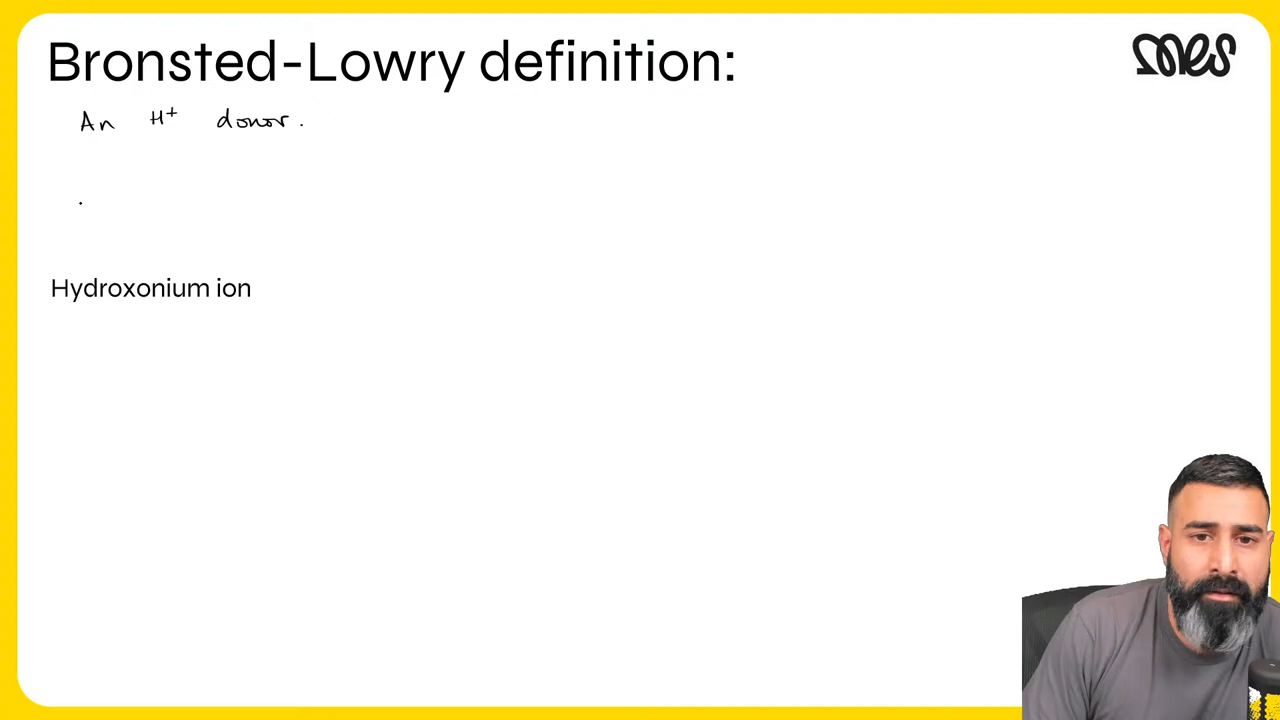 Bronsted-Lowry definition:
An H⁺ donor.
Hydroxonium ion